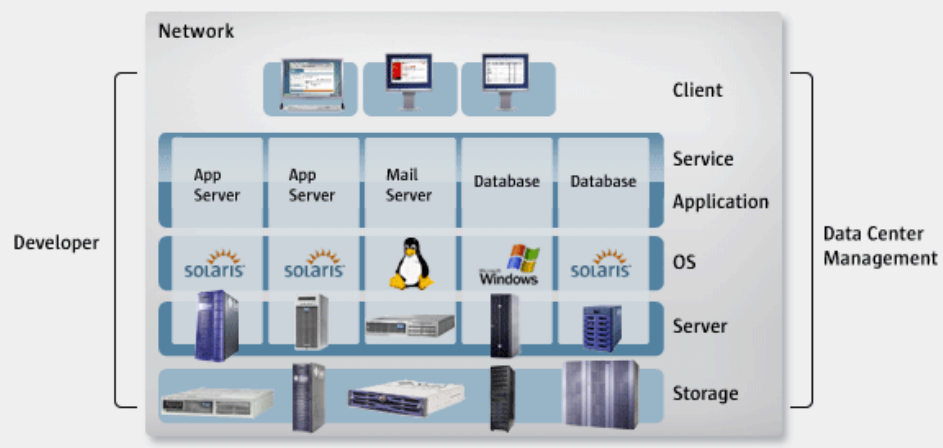 Network
Client
Service
App Server
App Server
Mail Server
Database
Database
Application
Developer
Data Center Management
solaris
solaris
Microsoft
Windows
solaris
OS
Server
Storage